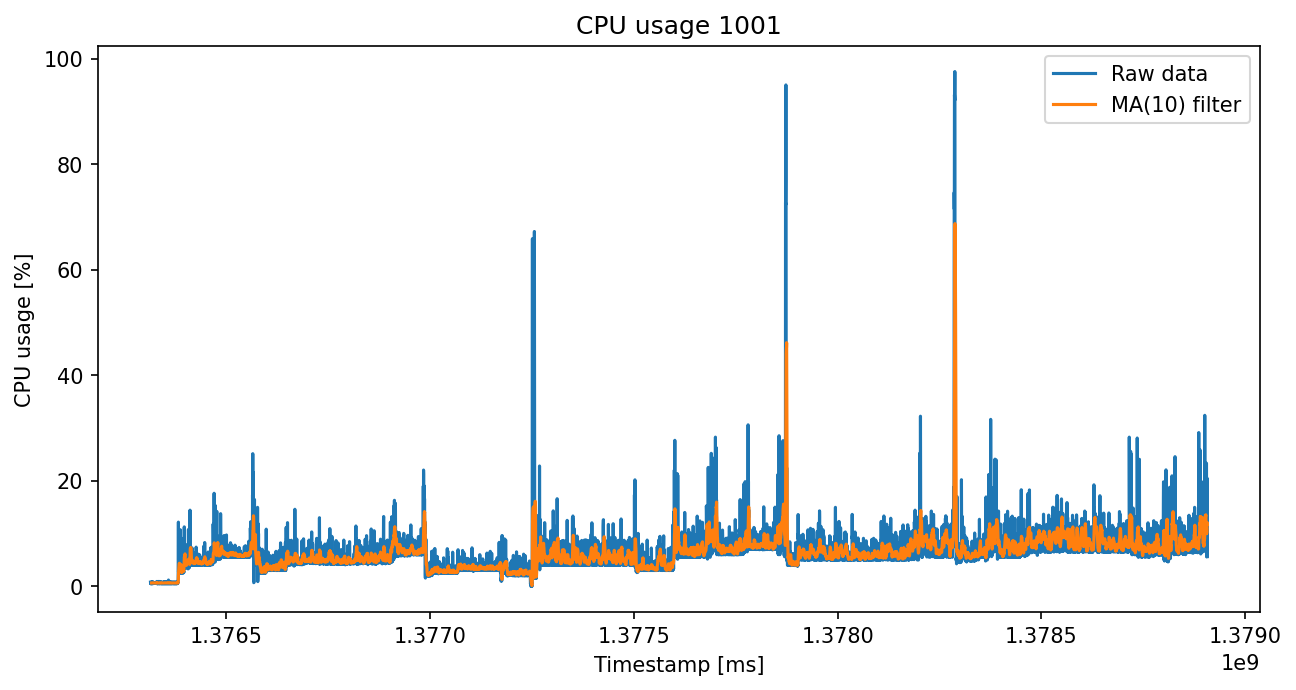 CPU usage 1001
Raw data
MA(10) filter
CPU usage [%]
100
80
60
40
20
0
1.3765 1.3770 1.3775 1.3780 1.3785 1.3790
1e9
Timestamp [ms]